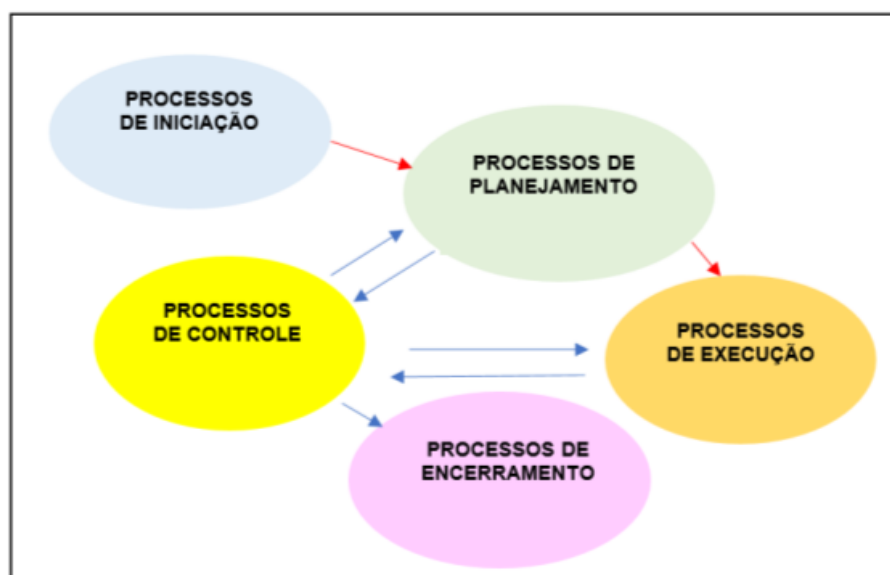 PROCESSOS
DE INICIAÇÃO
PROCESSOS DE
PLANEJAMENTO
PROCESSOS
DE CONTROLE
PROCESSOS
DE EXECUÇÃO
PROCESSOS DE
ENCERRAMENTO